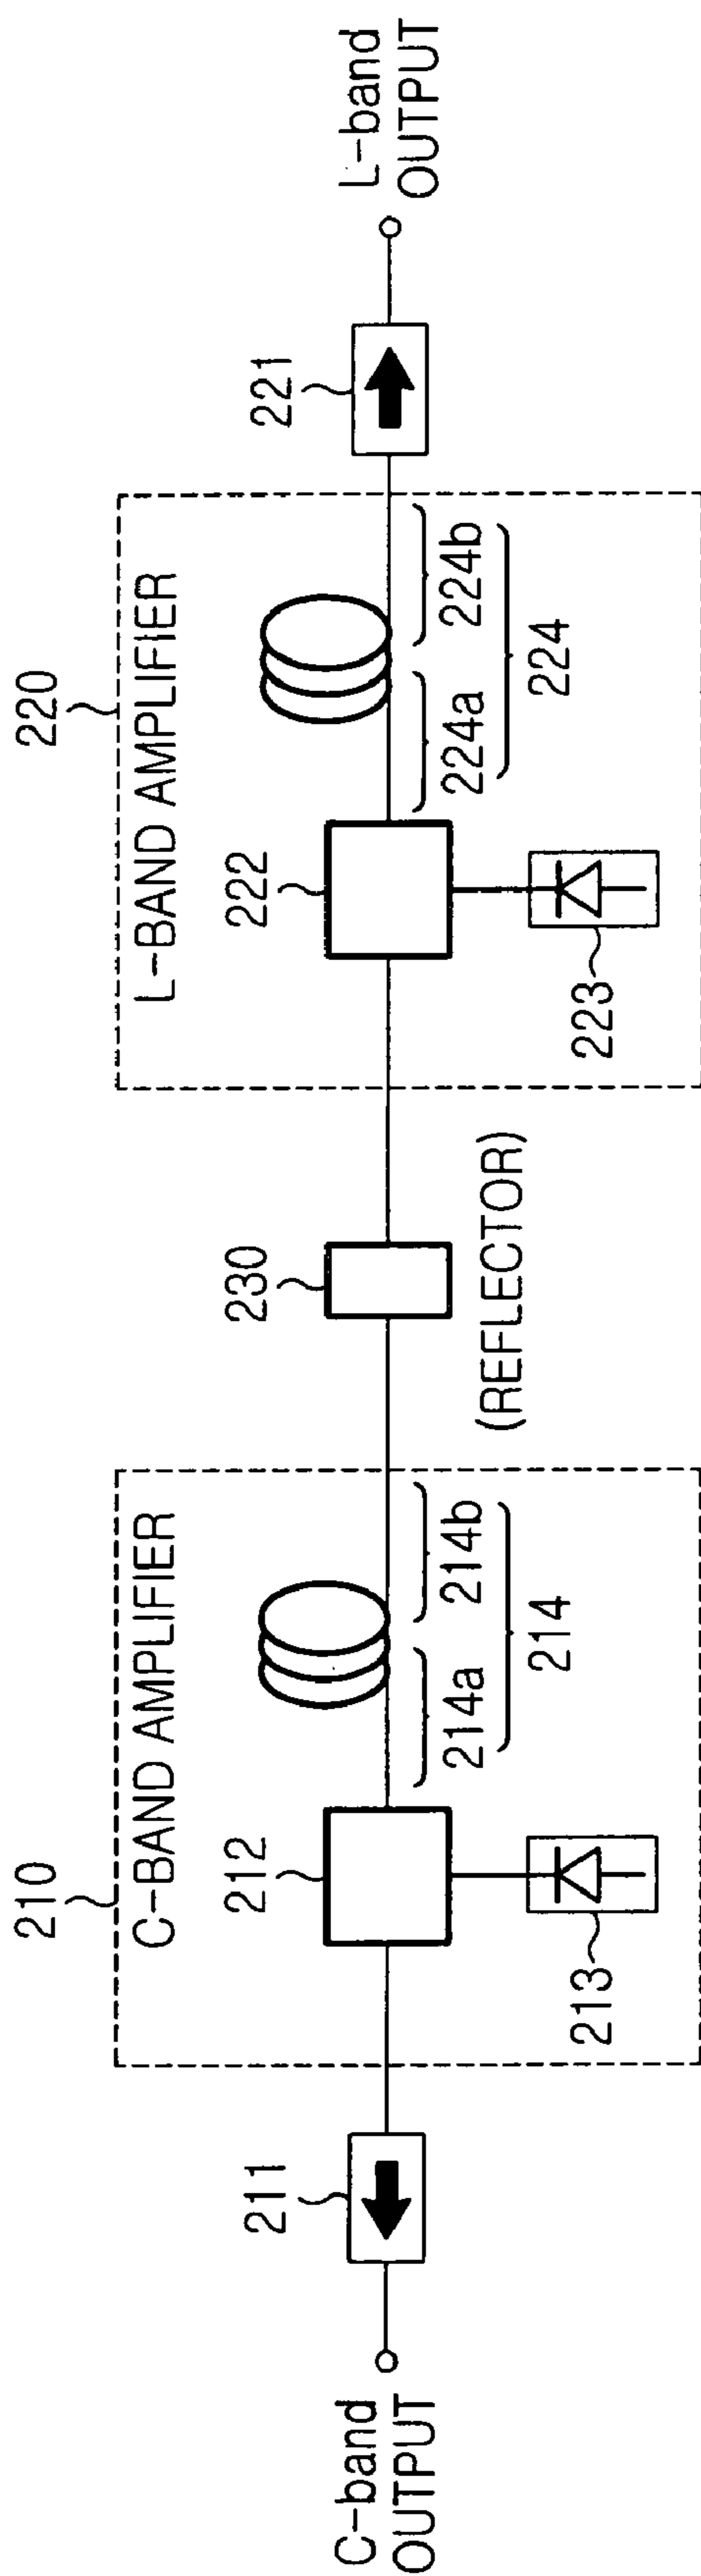 220
L-BAND AMPLIFIER
210
C-BAND AMPLIFIER
211
212
230
222
221
C-band
OUTPUT
L-band
OUTPUT
214a
214b
214
224a
224b
224
(REFLECTOR)
213
223